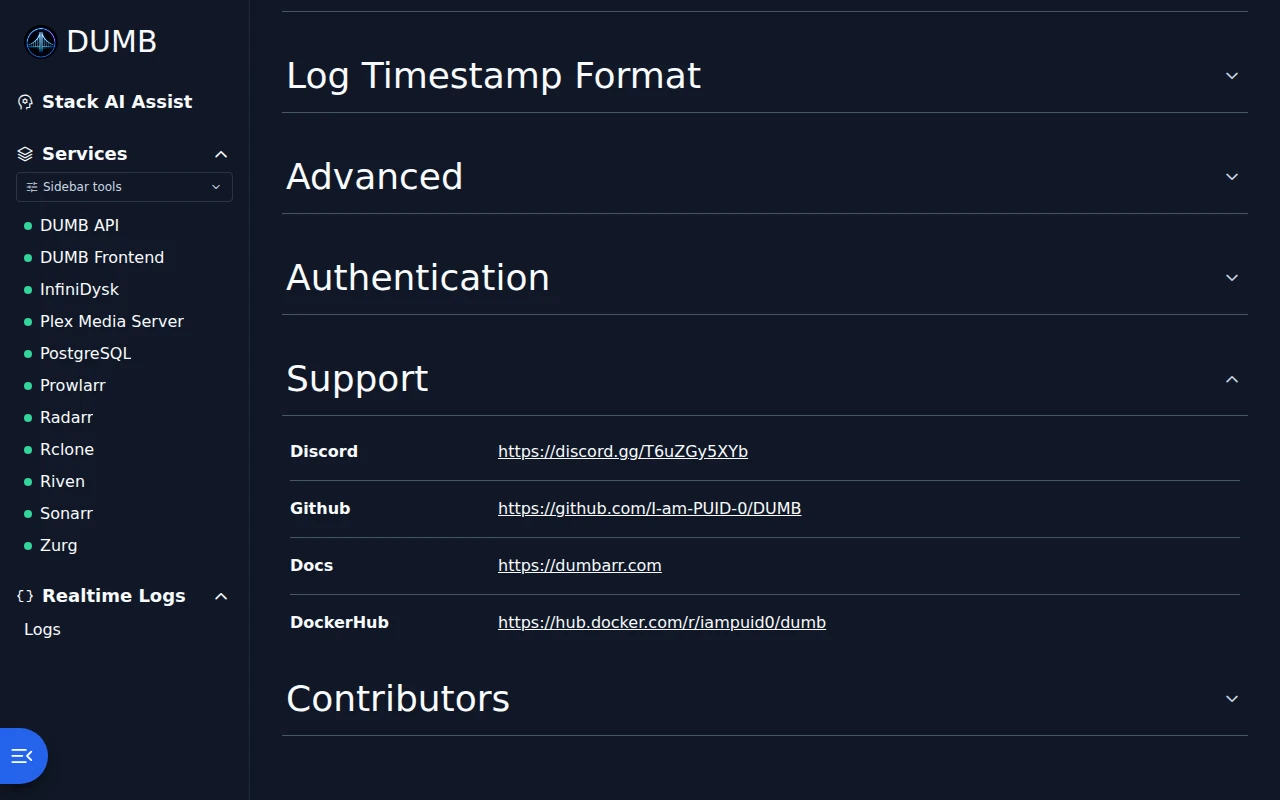 DUMB
Stack AI Assist
Services
Sidebar tools
DUMB API
DUMB Frontend
InfiniDysk
Plex Media Server
PostgreSQL
Prowlarr
Radarr
Rclone
Riven
Sonarr
Zurg
Realtime Logs
Logs
Log Timestamp Format
Advanced
Authentication
Support
Discord https://discord.gg/T6uZGy5XYb
Github https://github.com/I-am-PUID-0/DUMB
Docs https://dumbarr.com
DockerHub https://hub.docker.com/r/iampuid0/dumb
Contributors